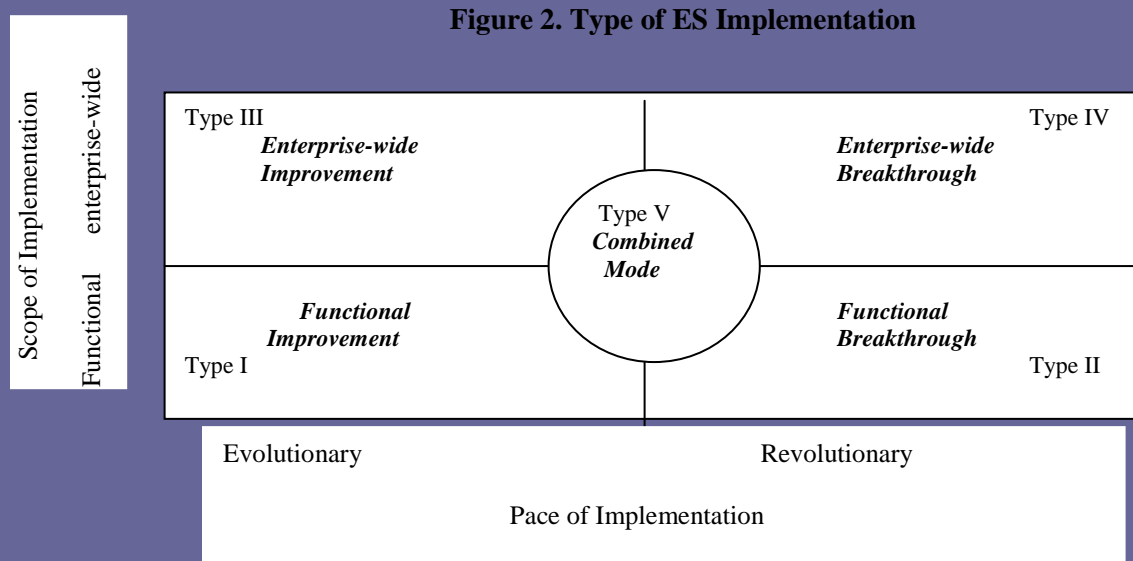 Figure 2. Type of ES Implementation
Scope of Implementation
Functional enterprise-wide
Type III
Enterprise-wide
Improvement
Type IV
Enterprise-wide
Breakthrough
Type V
Combined
Mode
Functional
Improvement
Type I
Functional
Breakthrough
Type II
Evolutionary
Revolutionary
Pace of Implementation